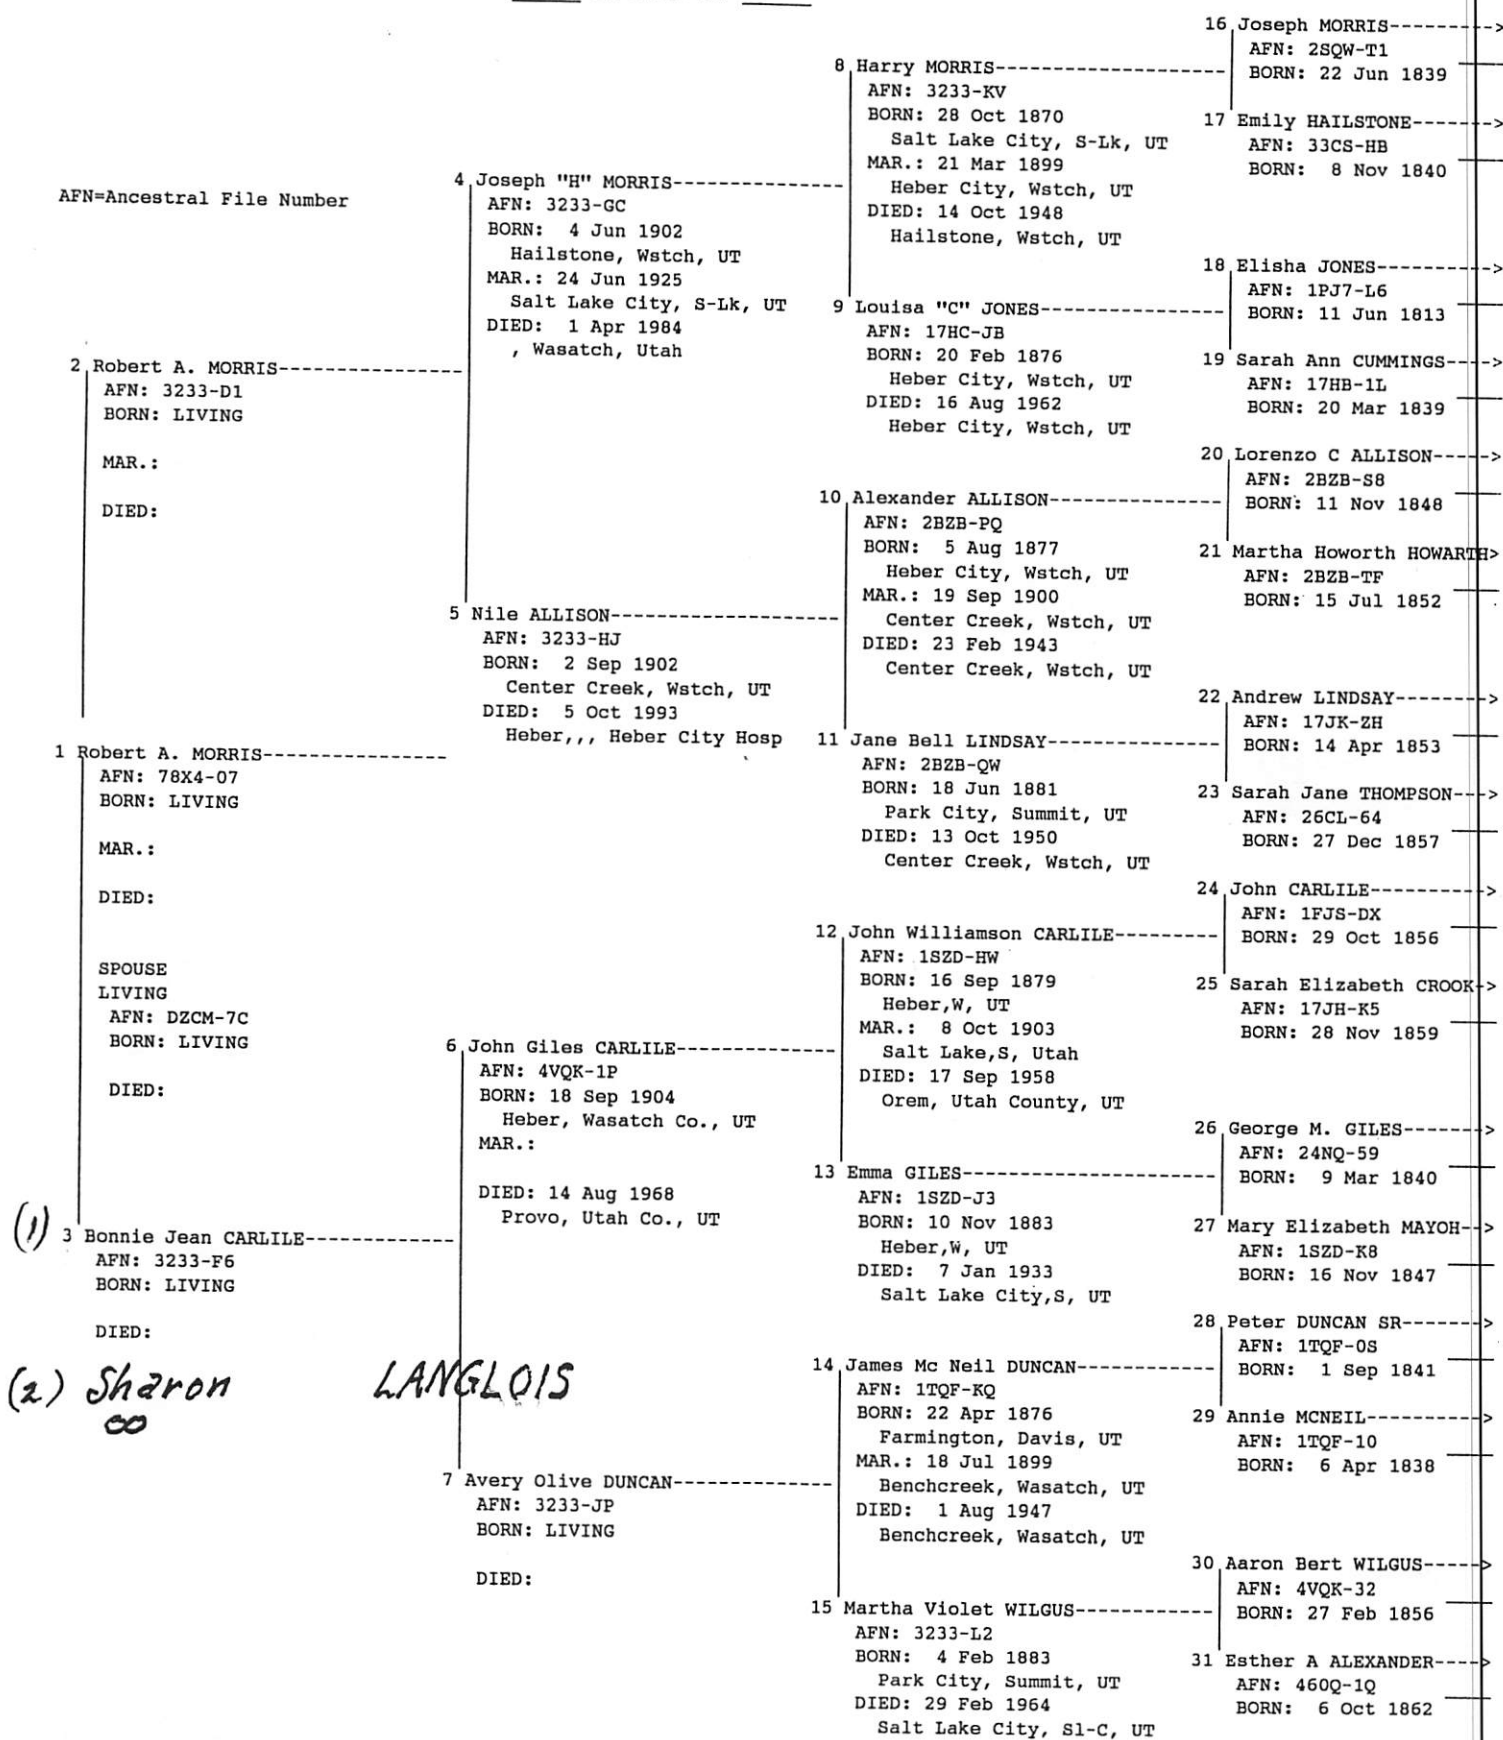 AFN=Ancestral File Number
2 Robert A. MORRIS---------------
AFN: 3233-D1
BORN: LIVING
MAR.:
DIED:
1 Robert A. MORRIS---------------
AFN: 78X4-07
BORN: LIVING
MAR.:
DIED:
SPOUSE
LIVING
AFN: DZCM-7C
BORN: LIVING
DIED:
(1) 3 Bonnie Jean CARLILE------------
AFN: 3233-F6
BORN: LIVING
DIED:
(2) Sharon LANGLOIS
∞
4 Joseph "H" MORRIS--------------
AFN: 3233-GC
BORN: 4 Jun 1902
Hailstone, Wstch, UT
MAR.: 24 Jun 1925
Salt Lake City, S-Lk, UT
DIED: 1 Apr 1984
, Wasatch, Utah
5 Nile ALLISON-------------------
AFN: 3233-HJ
BORN: 2 Sep 1902
Center Creek, Wstch, UT
DIED: 5 Oct 1993
Heber,,, Heber City Hosp
6 John Giles CARLILE-------------
AFN: 4VQK-1P
BORN: 18 Sep 1904
Heber, Wasatch Co., UT
MAR.:
DIED: 14 Aug 1968
Provo, Utah Co., UT
7 Avery Olive DUNCAN-------------
AFN: 3233-JP
BORN: LIVING
DIED:
8 Harry MORRIS-------------------
AFN: 3233-KV
BORN: 28 Oct 1870
Salt Lake City, S-Lk, UT
MAR.: 21 Mar 1899
Heber City, Wstch, UT
DIED: 14 Oct 1948
Hailstone, Wstch, UT
9 Louisa "C" JONES---------------
AFN: 17HC-JB
BORN: 20 Feb 1876
Heber City, Wstch, UT
DIED: 16 Aug 1962
Heber City, Wstch, UT
10 Alexander ALLISON--------------
AFN: 2BZB-PQ
BORN: 5 Aug 1877
Heber City, Wstch, UT
MAR.: 19 Sep 1900
Center Creek, Wstch, UT
DIED: 23 Feb 1943
Center Creek, Wstch, UT
11 Jane Bell LINDSAY--------------
AFN: 2BZB-QW
BORN: 18 Jun 1881
Park City, Summit, UT
DIED: 13 Oct 1950
Center Creek, Wstch, UT
12 John Williamson CARLILE--------
AFN: 1SZD-HW
BORN: 16 Sep 1879
Heber,W, UT
MAR.: 8 Oct 1903
Salt Lake,S, Utah
DIED: 17 Sep 1958
Orem, Utah County, UT
13 Emma GILES---------------------
AFN: 1SZD-J3
BORN: 10 Nov 1883
Heber,W, UT
DIED: 7 Jan 1933
Salt Lake City,S, UT
14 James Mc Neil DUNCAN-----------
AFN: 1TQF-KQ
BORN: 22 Apr 1876
Farmington, Davis, UT
MAR.: 18 Jul 1899
Benchcreek, Wasatch, UT
DIED: 1 Aug 1947
Benchcreek, Wasatch, UT
15 Martha Violet WILGUS-----------
AFN: 3233-L2
BORN: 4 Feb 1883
Park City, Summit, UT
DIED: 29 Feb 1964
Salt Lake City, Sl-C, UT
16 Joseph MORRIS-------->
AFN: 2SQW-T1
BORN: 22 Jun 1839
17 Emily HAILSTONE------>
AFN: 33CS-HB
BORN: 8 Nov 1840
18 Elisha JONES--------->
AFN: 1PJ7-L6
BORN: 11 Jun 1813
19 Sarah Ann CUMMINGS--->
AFN: 17HB-1L
BORN: 20 Mar 1839
20 Lorenzo C ALLISON---->
AFN: 2BZB-S8
BORN: 11 Nov 1848
21 Martha Howorth HOWARTH>
AFN: 2BZB-TF
BORN: 15 Jul 1852
22 Andrew LINDSAY------->
AFN: 17JK-ZH
BORN: 14 Apr 1853
23 Sarah Jane THOMPSON-->
AFN: 26CL-64
BORN: 27 Dec 1857
24 John CARLILE--------->
AFN: 1FJS-DX
BORN: 29 Oct 1856
25 Sarah Elizabeth CROOK->
AFN: 17JH-K5
BORN: 28 Nov 1859
26 George M. GILES------>
AFN: 24NQ-59
BORN: 9 Mar 1840
27 Mary Elizabeth MAYOH-->
AFN: 1SZD-K8
BORN: 16 Nov 1847
28 Peter DUNCAN SR------>
AFN: 1TQF-0S
BORN: 1 Sep 1841
29 Annie MCNEIL--------->
AFN: 1TQF-10
BORN: 6 Apr 1838
30 Aaron Bert WILGUS---->
AFN: 4VQK-32
BORN: 27 Feb 1856
31 Esther A ALEXANDER--->
AFN: 460Q-1Q
BORN: 6 Oct 1862